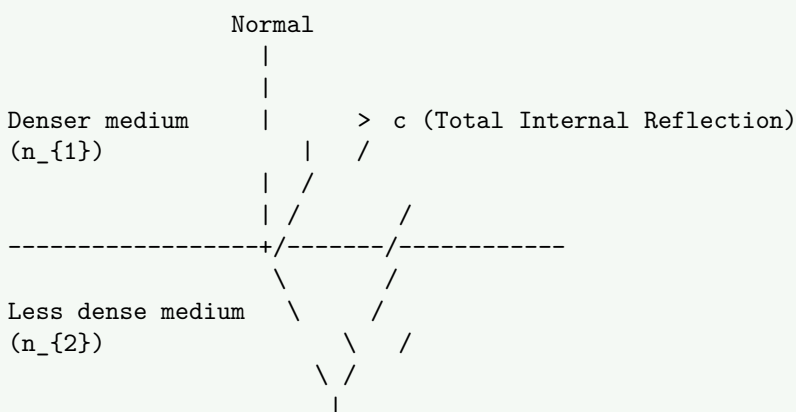 Normal
|
|
Denser medium | > c (Total Internal Reflection)
(n_{1}) | /
| /
| / /
------------------+/-------/------------
\ /
Less dense medium \ /
(n_{2}) \ /
\ /
|